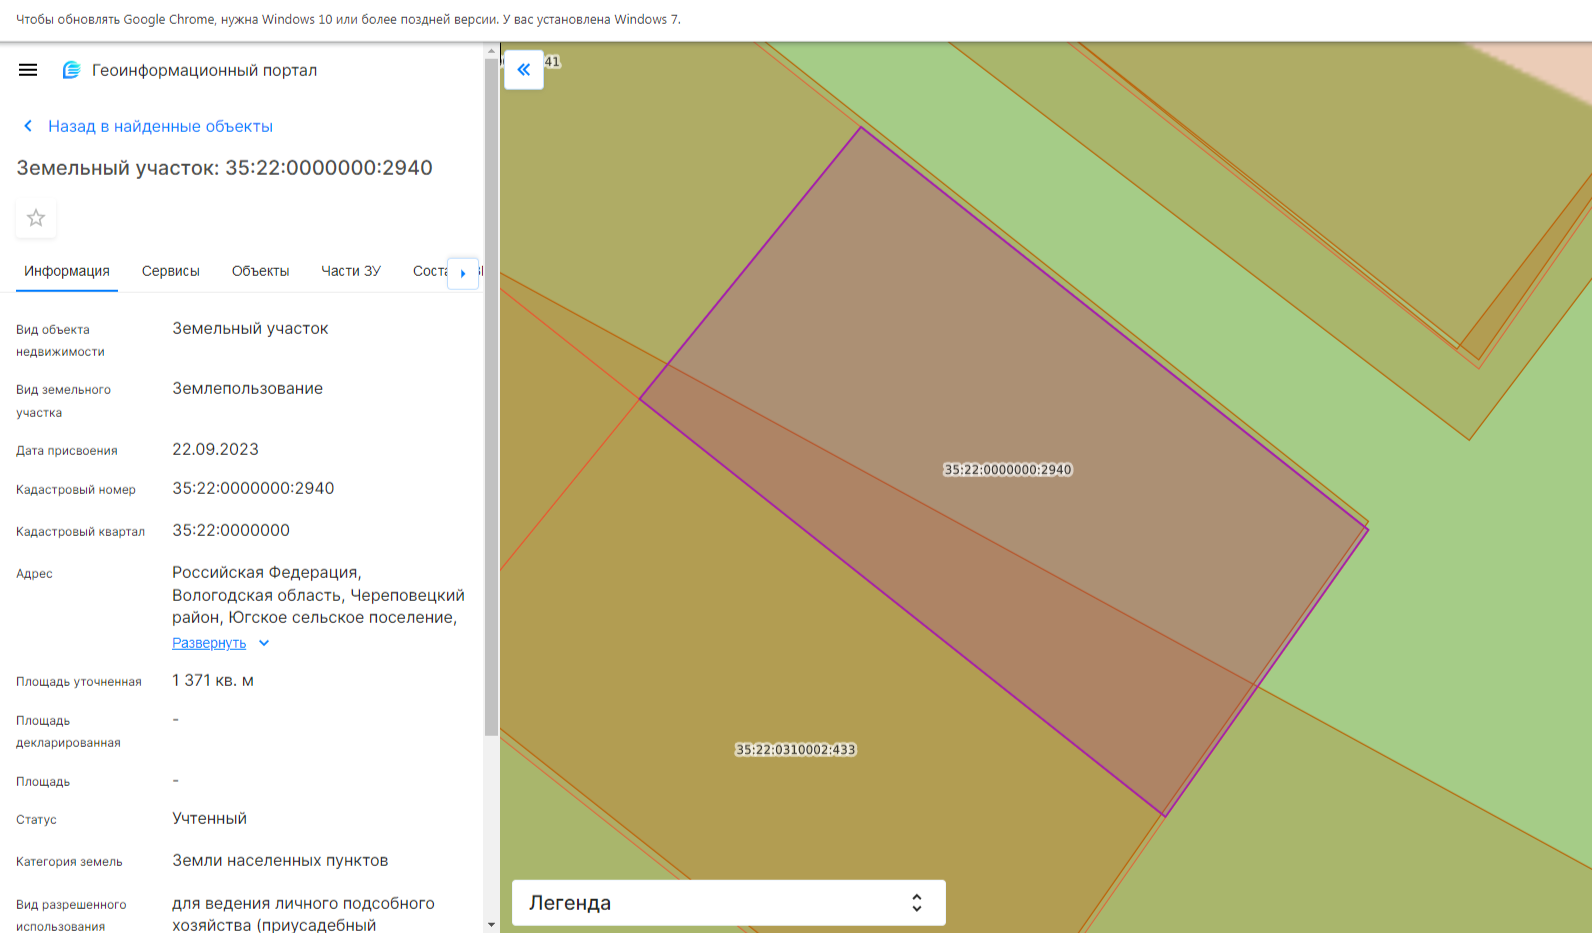 Чтобы обновлять Google Chrome, нужна Windows 10 или более поздней версии. У вас установлена Windows 7.
Геоинформационный портал
Назад в найденные объекты
Земельный участок: 35:22:0000000:2940
Информация Сервисы Объекты Части ЗУ
Вид объекта недвижимости
Земельный участок
Вид земельного участка
Землепользование
Дата присвоения
22.09.2023
Кадастровый номер
35:22:0000000:2940
Кадастровый квартал
35:22:0000000
Адрес
Российская Федерация,
Вологодская область, Череповецкий
район, Югское сельское поселение,
Развернуть
Площадь уточненная
1 371 кв. м
Площадь декларированная
-
Площадь
-
Статус
Учтенный
Категория земель
Земли населенных пунктов
Вид разрешенного использования
для ведения личного подсобного
хозяйства (приусадебный
41
35:22:0000000:2940
35:22:0310002:433
Легенда